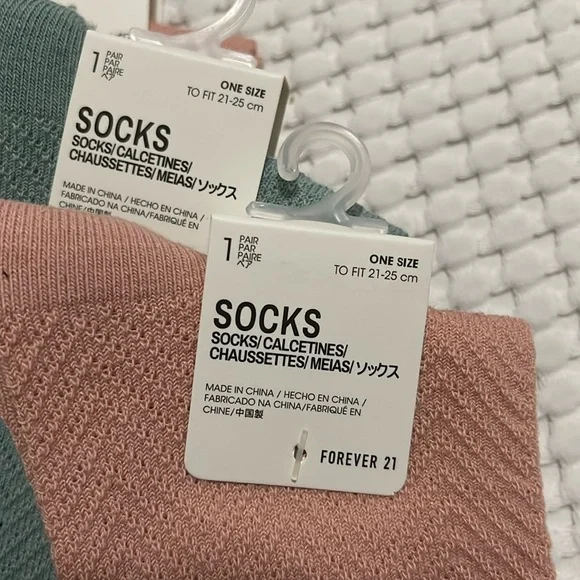 1 PAIR
PAR
PAIRE
ペア
ONE SIZE
TO FIT 21-25 cm
SOCKS
SOCKS/CALCETINES/
CHAUSSETTES/MEIAS/ソックス
MADE IN CHINA / HECHO EN CHINA /
FABRICADO NA CHINA/FABRIQUÉ EN
CHINE/中国製
1 PAIR
PAR
PAIRE
ペア
ONE SIZE
TO FIT 21-25 cm
SOCKS
SOCKS/CALCETINES/
CHAUSSETTES/MEIAS/ソックス
MADE IN CHINA / HECHO EN CHINA /
FABRICADO NA CHINA/FABRIQUÉ EN
CHINE/中国製
FOREVER 21